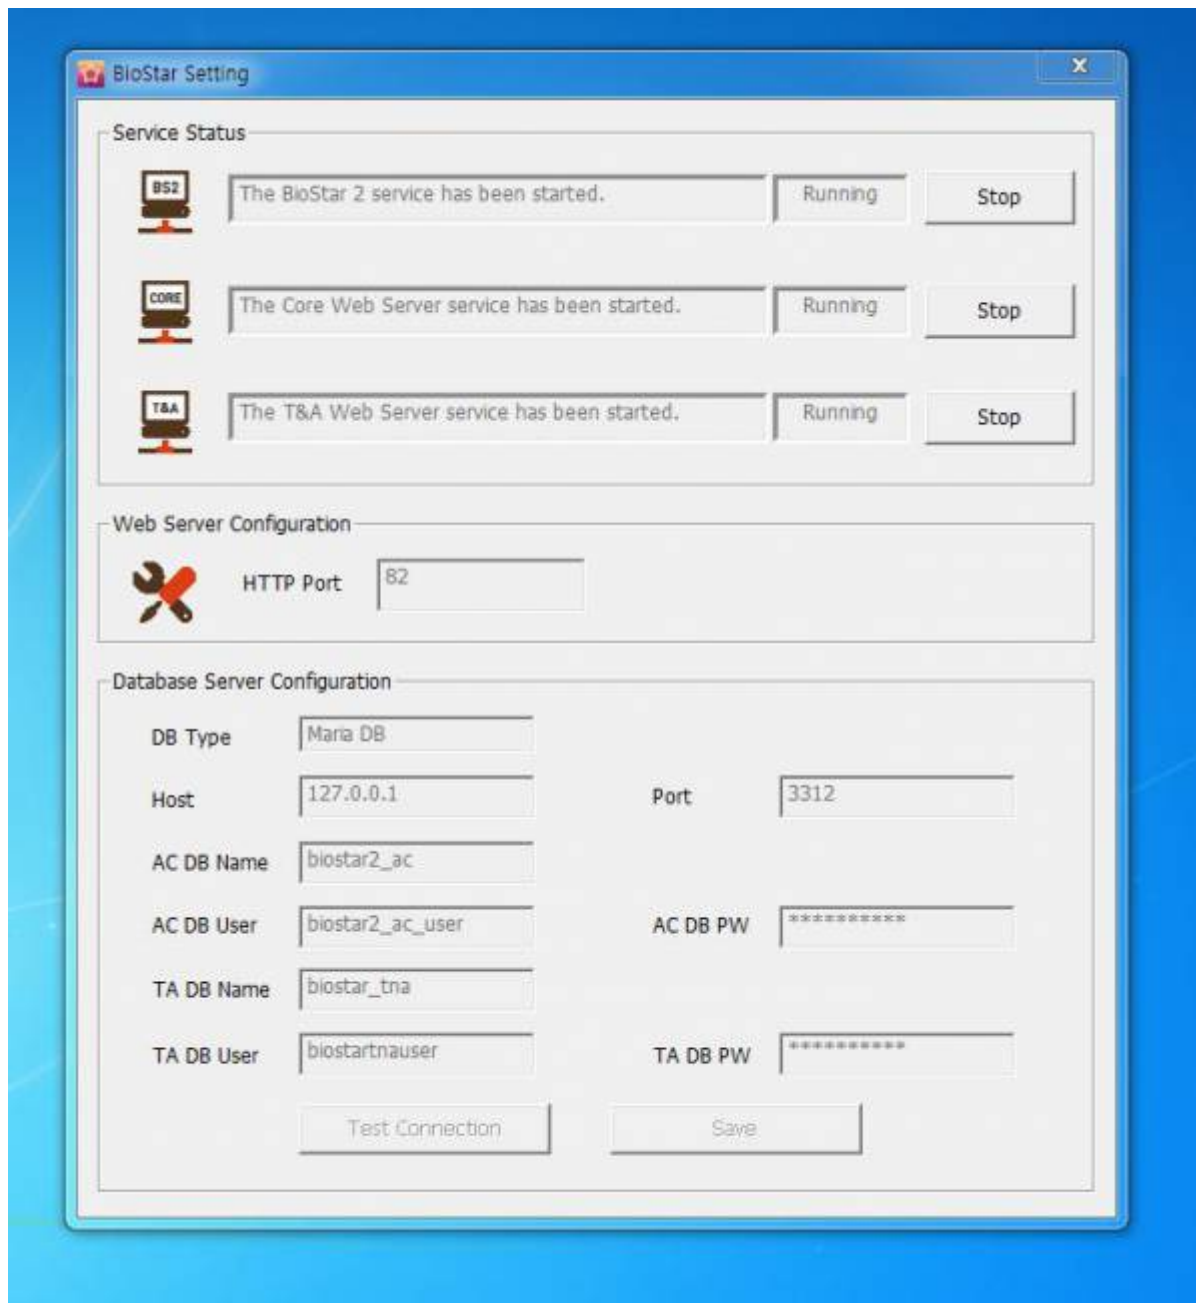 BioStar Setting
x
Service Status
BS2
The BioStar 2 service has been started.
Running
Stop
CORE
The Core Web Server service has been started.
Running
Stop
T&A
The T&A Web Server service has been started.
Running
Stop
Web Server Configuration
HTTP Port
82
Database Server Configuration
DB Type
Maria DB
Host
127.0.0.1
Port
3312
AC DB Name
biostar2_ac
AC DB User
biostar2_ac_user
AC DB PW
**********
TA DB Name
biostar_tna
TA DB User
biostartnauser
TA DB PW
**********
Test Connection
Save